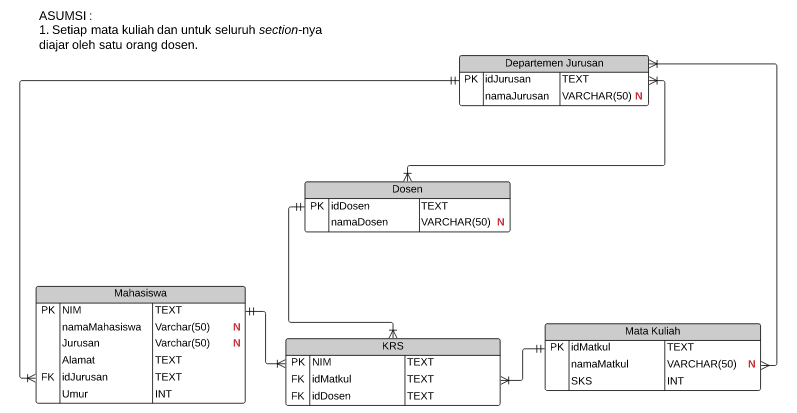 ASUMSI :
1. Setiap mata kuliah dan untuk seluruh section-nya
diajar oleh satu orang dosen.
Departemen Jurusan
PK idJurusan TEXT
namaJurusan VARCHAR(50) N
Dosen
PK idDosen TEXT
namaDosen VARCHAR(50) N
Mahasiswa
PK NIM TEXT
namaMahasiswa Varchar(50) N
Jurusan Varchar(50) N
Alamat TEXT
FK idJurusan TEXT
Umur INT
KRS
PK NIM TEXT
FK idMatkul TEXT
FK idDosen TEXT
Mata Kuliah
PK idMatkul TEXT
namaMatkul VARCHAR(50) N
SKS INT